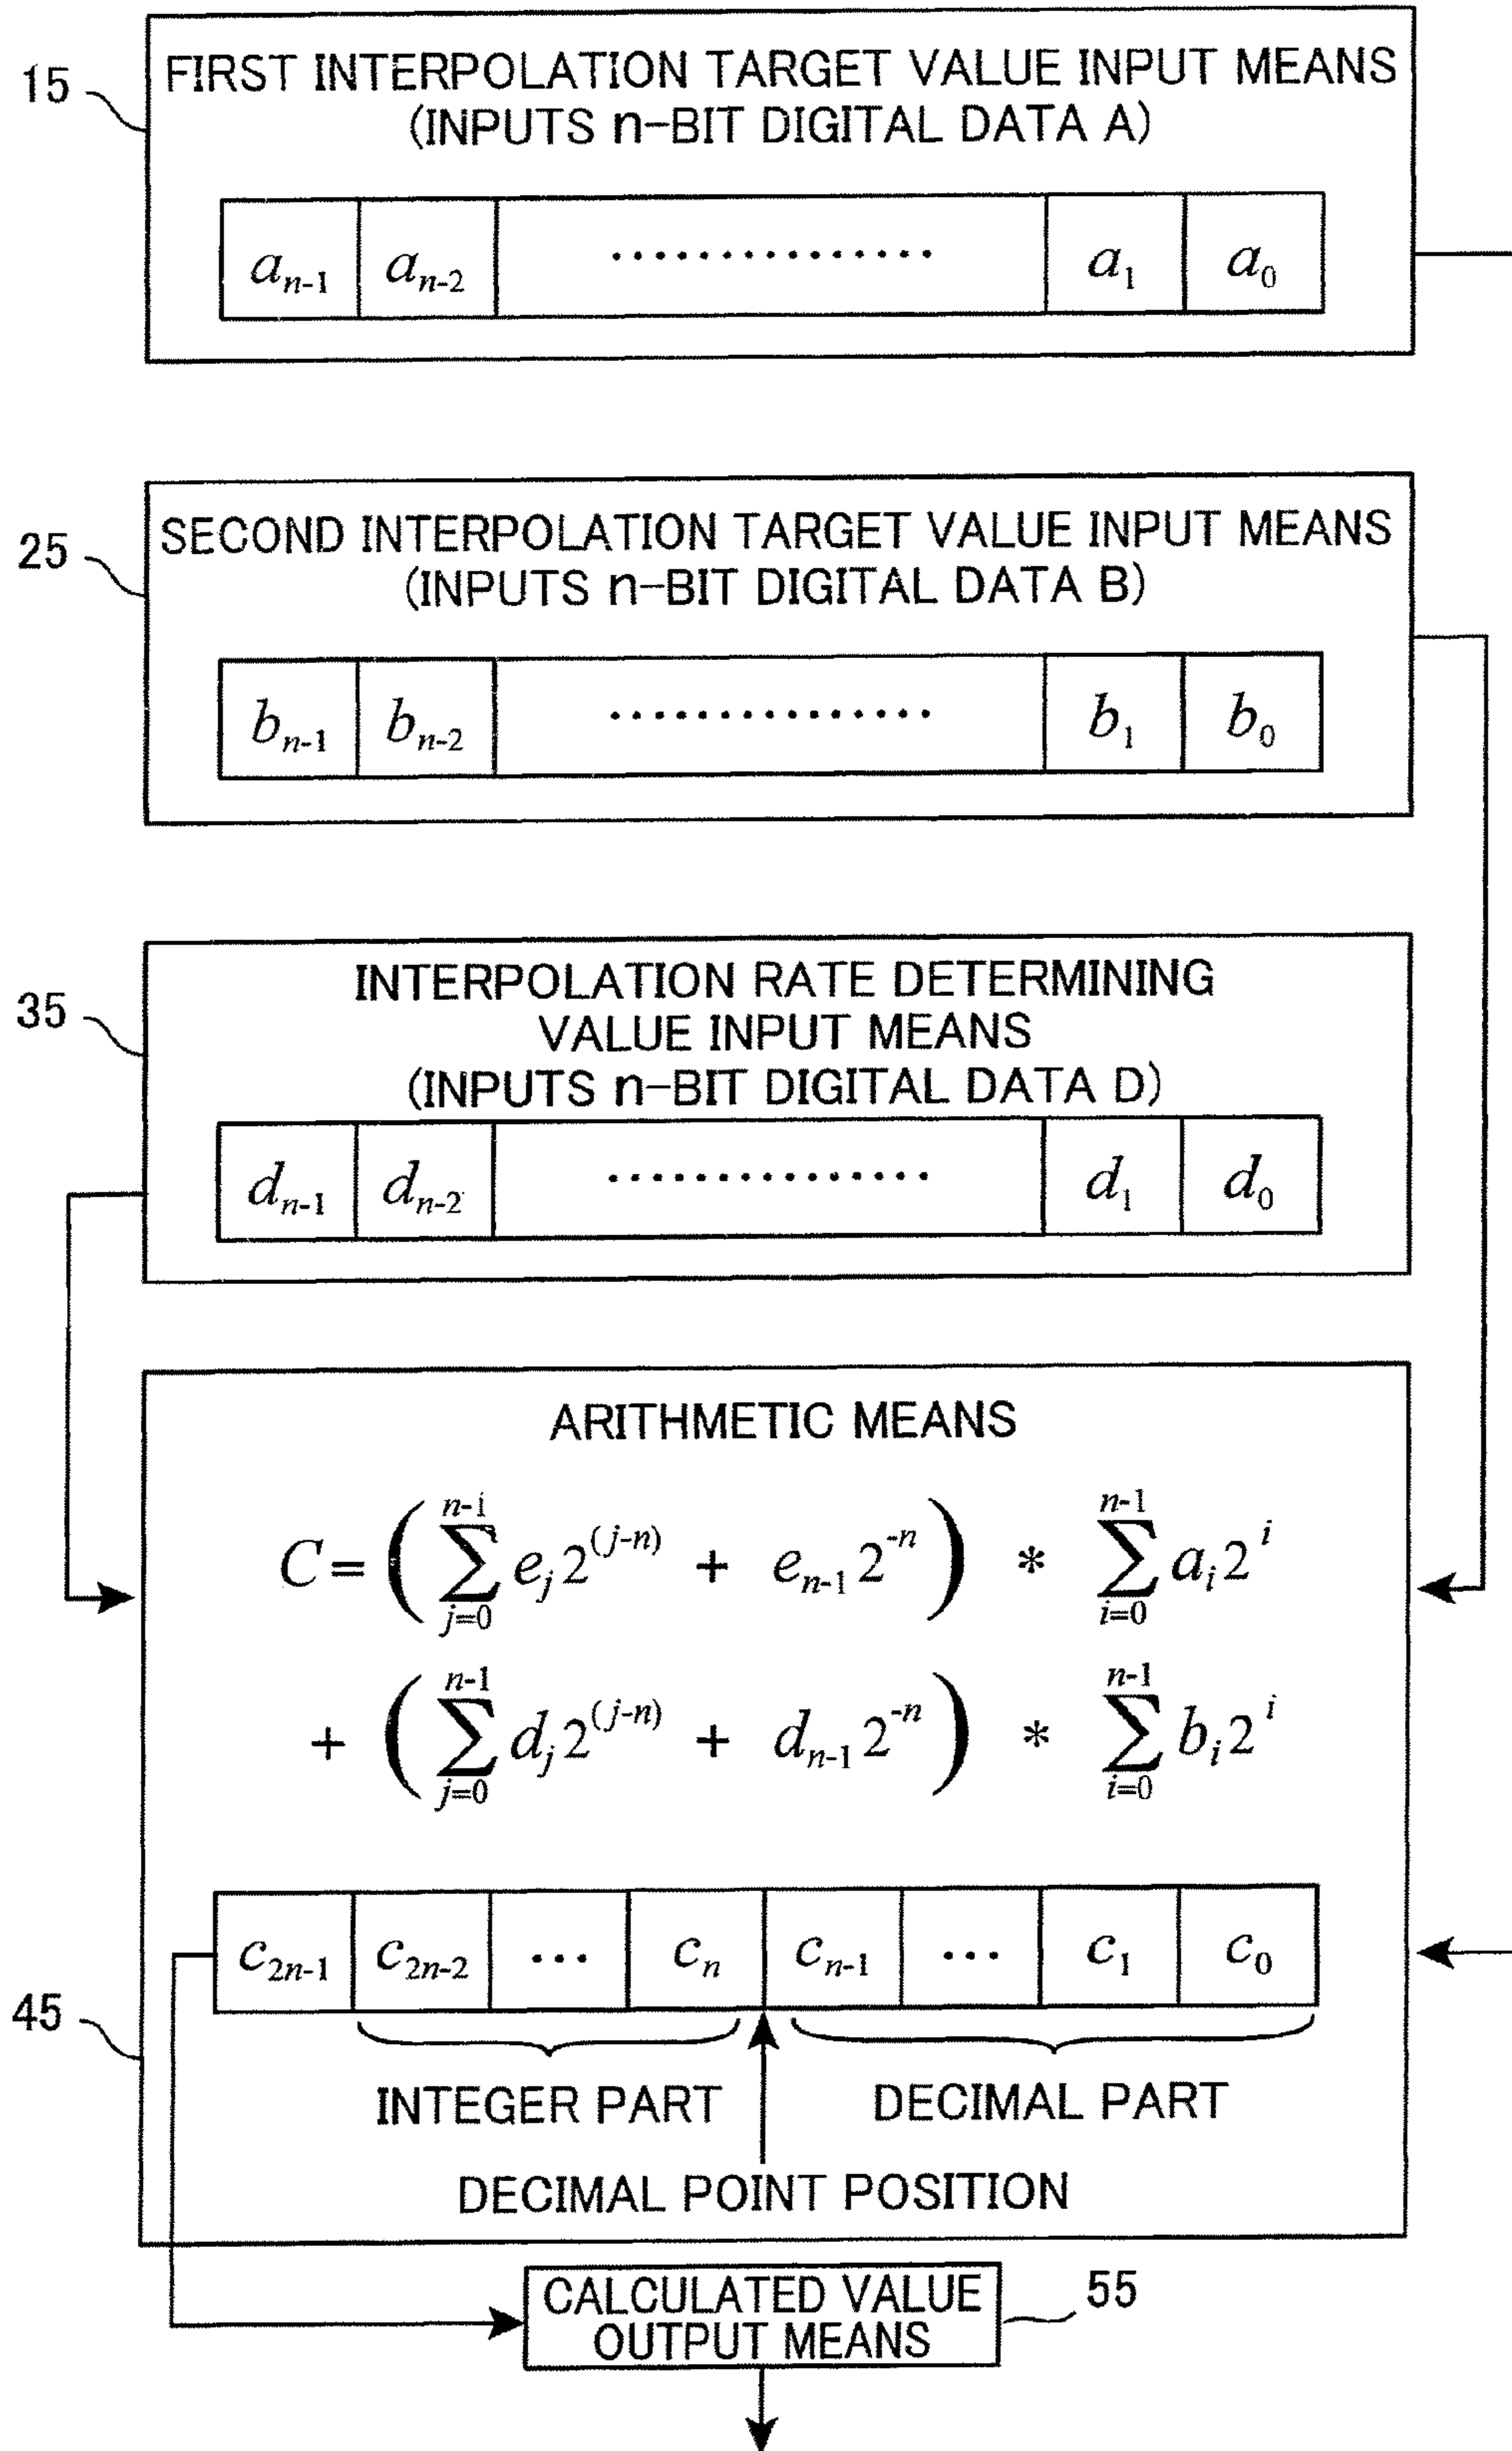 15
FIRST INTERPOLATION TARGET VALUE INPUT MEANS
(INPUTS n-BIT DIGITAL DATA A)
a_{n-1} a_{n-2} ............... a_1 a_0
25
SECOND INTERPOLATION TARGET VALUE INPUT MEANS
(INPUTS n-BIT DIGITAL DATA B)
b_{n-1} b_{n-2} ............... b_1 b_0
35
INTERPOLATION RATE DETERMINING
VALUE INPUT MEANS
(INPUTS n-BIT DIGITAL DATA D)
d_{n-1} d_{n-2} ............... d_1 d_0
ARITHMETIC MEANS
C = ( \sum_{j=0}^{n-1} e_j 2^{(j-n)} + e_{n-1} 2^{-n} ) * \sum_{i=0}^{n-1} a_i 2^i
+ ( \sum_{j=0}^{n-1} d_j 2^{(j-n)} + d_{n-1} 2^{-n} ) * \sum_{i=0}^{n-1} b_i 2^i
c_{2n-1} c_{2n-2} ... c_n c_{n-1} ... c_1 c_0
45
INTEGER PART DECIMAL PART
DECIMAL POINT POSITION
CALCULATED VALUE
OUTPUT MEANS
55